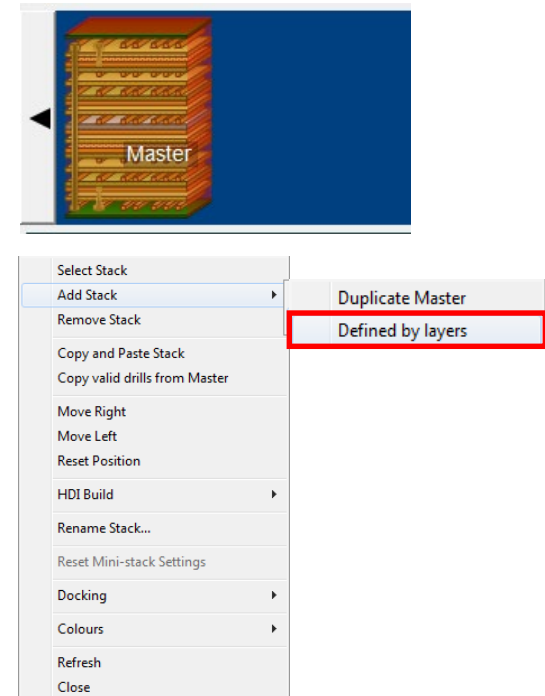 Master
Select Stack
Add Stack
Duplicate Master
Remove Stack
Defined by layers
Copy and Paste Stack
Copy valid drills from Master
Move Right
Move Left
Reset Position
HDI Build
Rename Stack...
Reset Mini-stack Settings
Docking
Colours
Refresh
Close